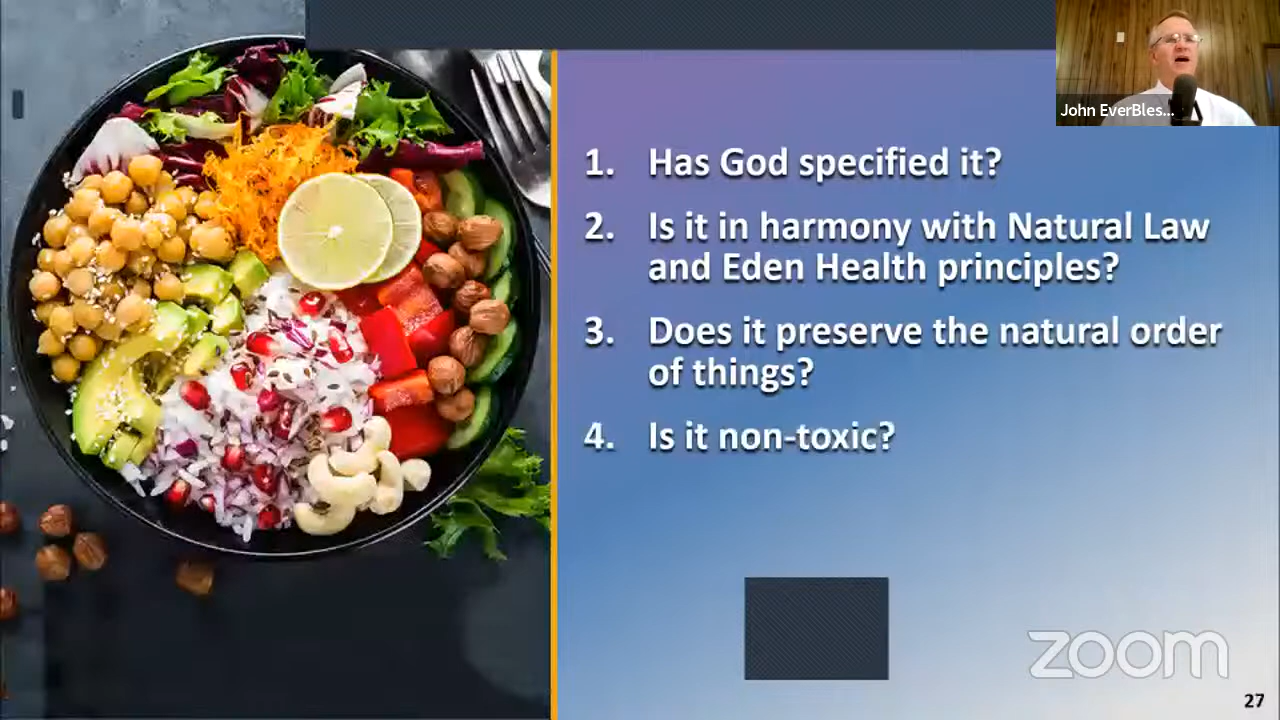 John EverBles...
1. Has God specified it?
2. Is it in harmony with Natural Law
and Eden Health principles?
3. Does it preserve the natural order
of things?
4. Is it non-toxic?
zoom
27